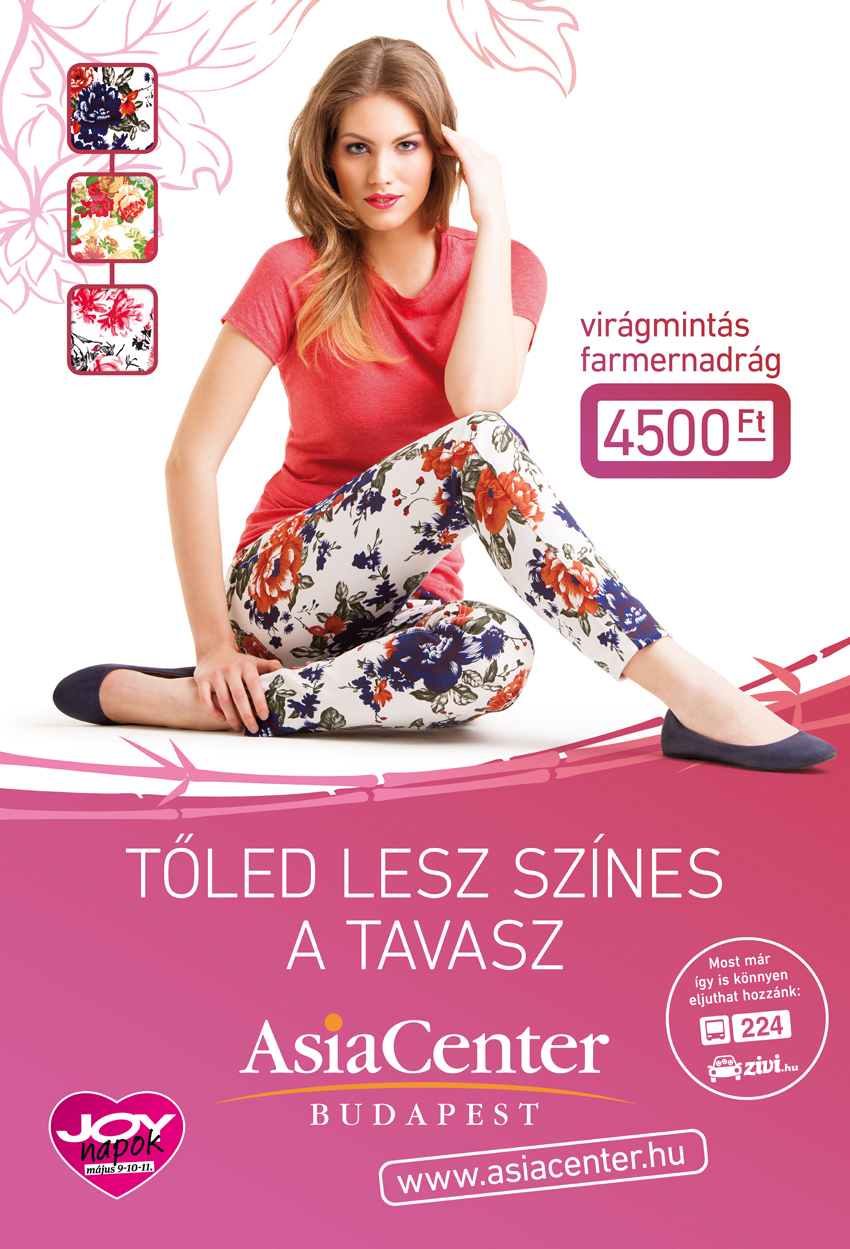 virágmintás
farmernadrág
4500 Ft
TŐLED LESZ SZÍNES
A TAVASZ
Most már
így is könnyen
eljuthat hozzánk:
224
zivi.hu
AsiaCenter
BUDAPEST
JOY
napok
május 9-10-11.
www.asiacenter.hu